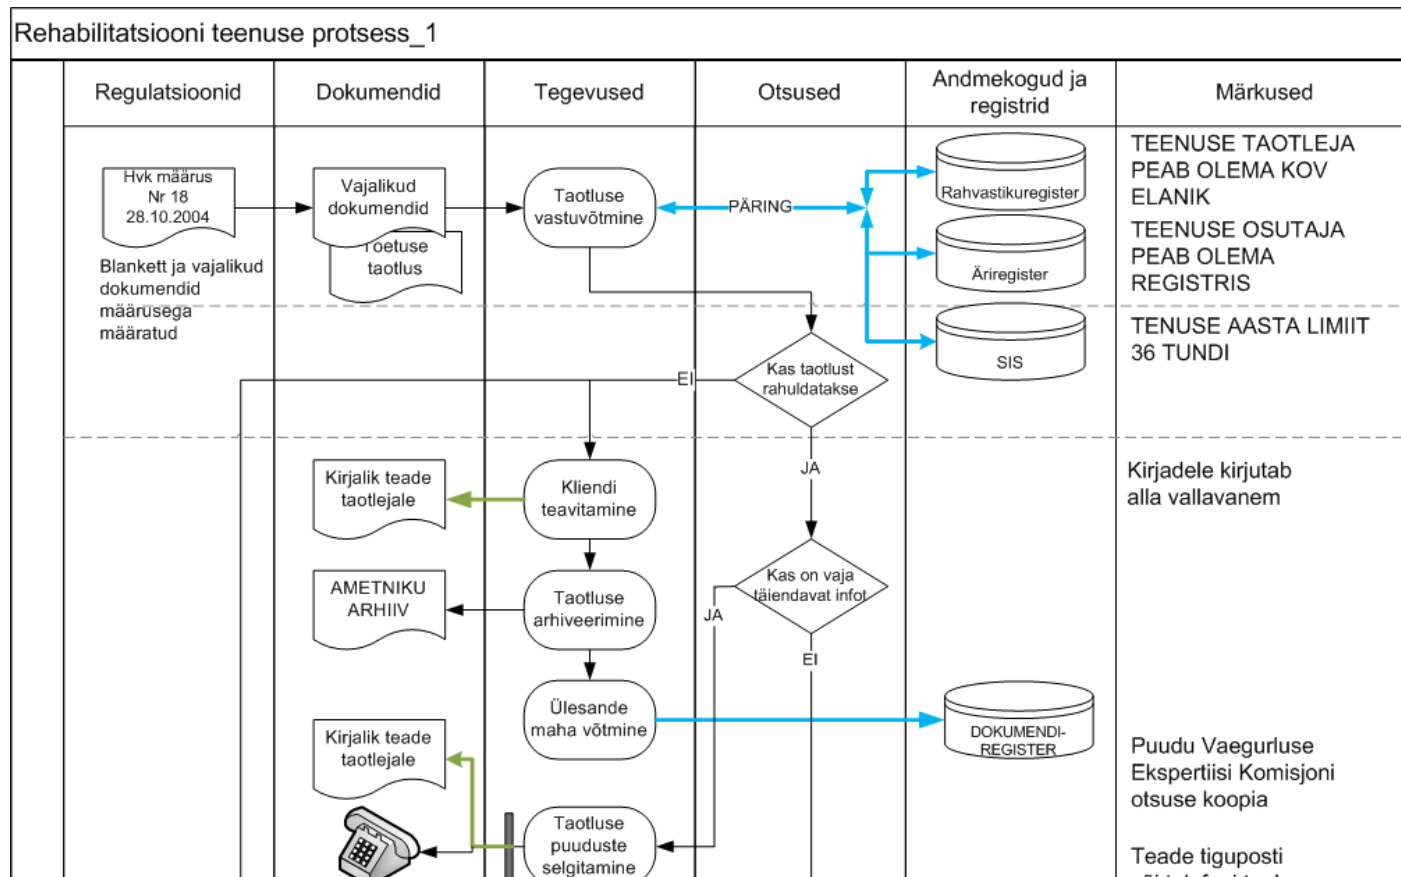 Rehabilitatsiooni teenuse protsess_1
Regulatsioonid
Dokumendid
Tegevused
Otsused
Andmekogud ja
registrid
Märkused
Hvk määrus
Nr 18
28.10.2004
Blankett ja vajalikud
dokumendid
määrusega
määratud
Vajalikud
dokumendid
Toetuse
taotlus
Taotluse
vastuvõtmine
PÄRING
Rahvastikuregister
Äriregister
SIS
TEENUSE TAOTLEJA
PEAB OLEMA KOV
ELANIK
TEENUSE OSUTAJA
PEAB OLEMA
REGISTRIS
TENUSE AASTA LIMIIT
36 TUNDI
Kas taotlust
rahuldatakse
EI
JA
Kirjalik teade
taotlejale
Kliendi
teavitamine
Kirjadele kirjutab
alla vallavanem
AMETNIKU
ARHIIV
Taotluse
arhiveerimine
Kas on vaja
täiendavat infot
JA
EI
Ülesande
maha võtmine
DOKUMENDI-
REGISTER
Kirjalik teade
taotlejale
Taotluse
puuduste
selgitamine
Puudu Vaegurluse
Ekspertiisi Komisjoni
otsuse koopia
Teade tiguposti